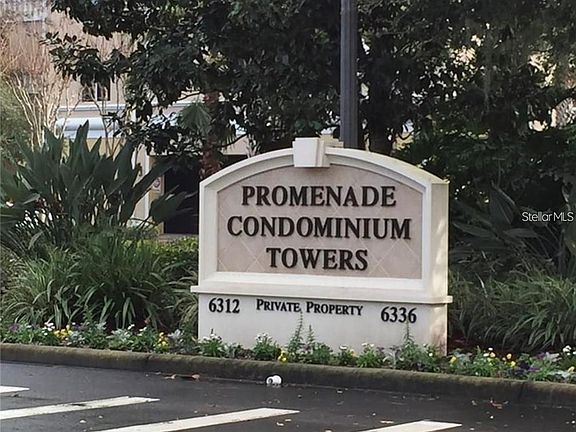 PROMENADE
CONDOMINIUM
TOWERS
6312 PRIVATE PROPERTY 6336
Stellar MLS